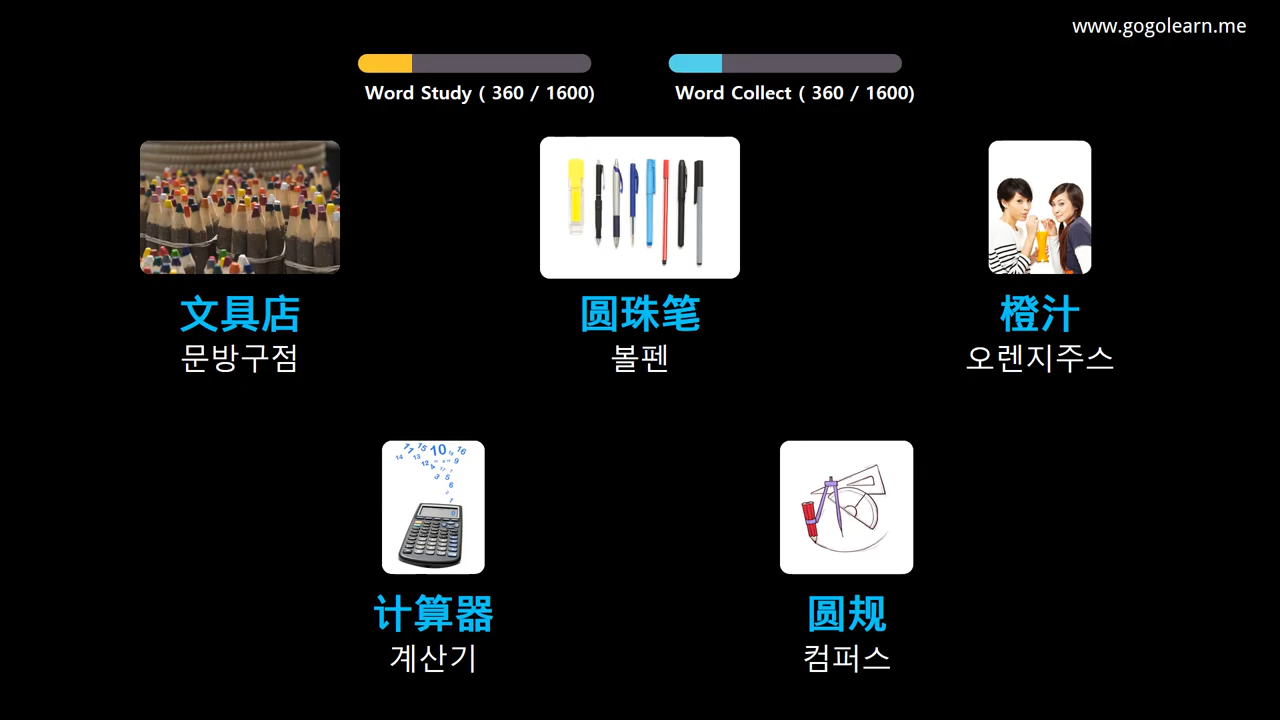 www.gogolearn.me
Word Study ( 360 / 1600)
Word Collect ( 360 / 1600)
文具店
문방구점
圆珠笔
볼펜
橙汁
오렌지주스
计算器
계산기
圆规
컴퍼스